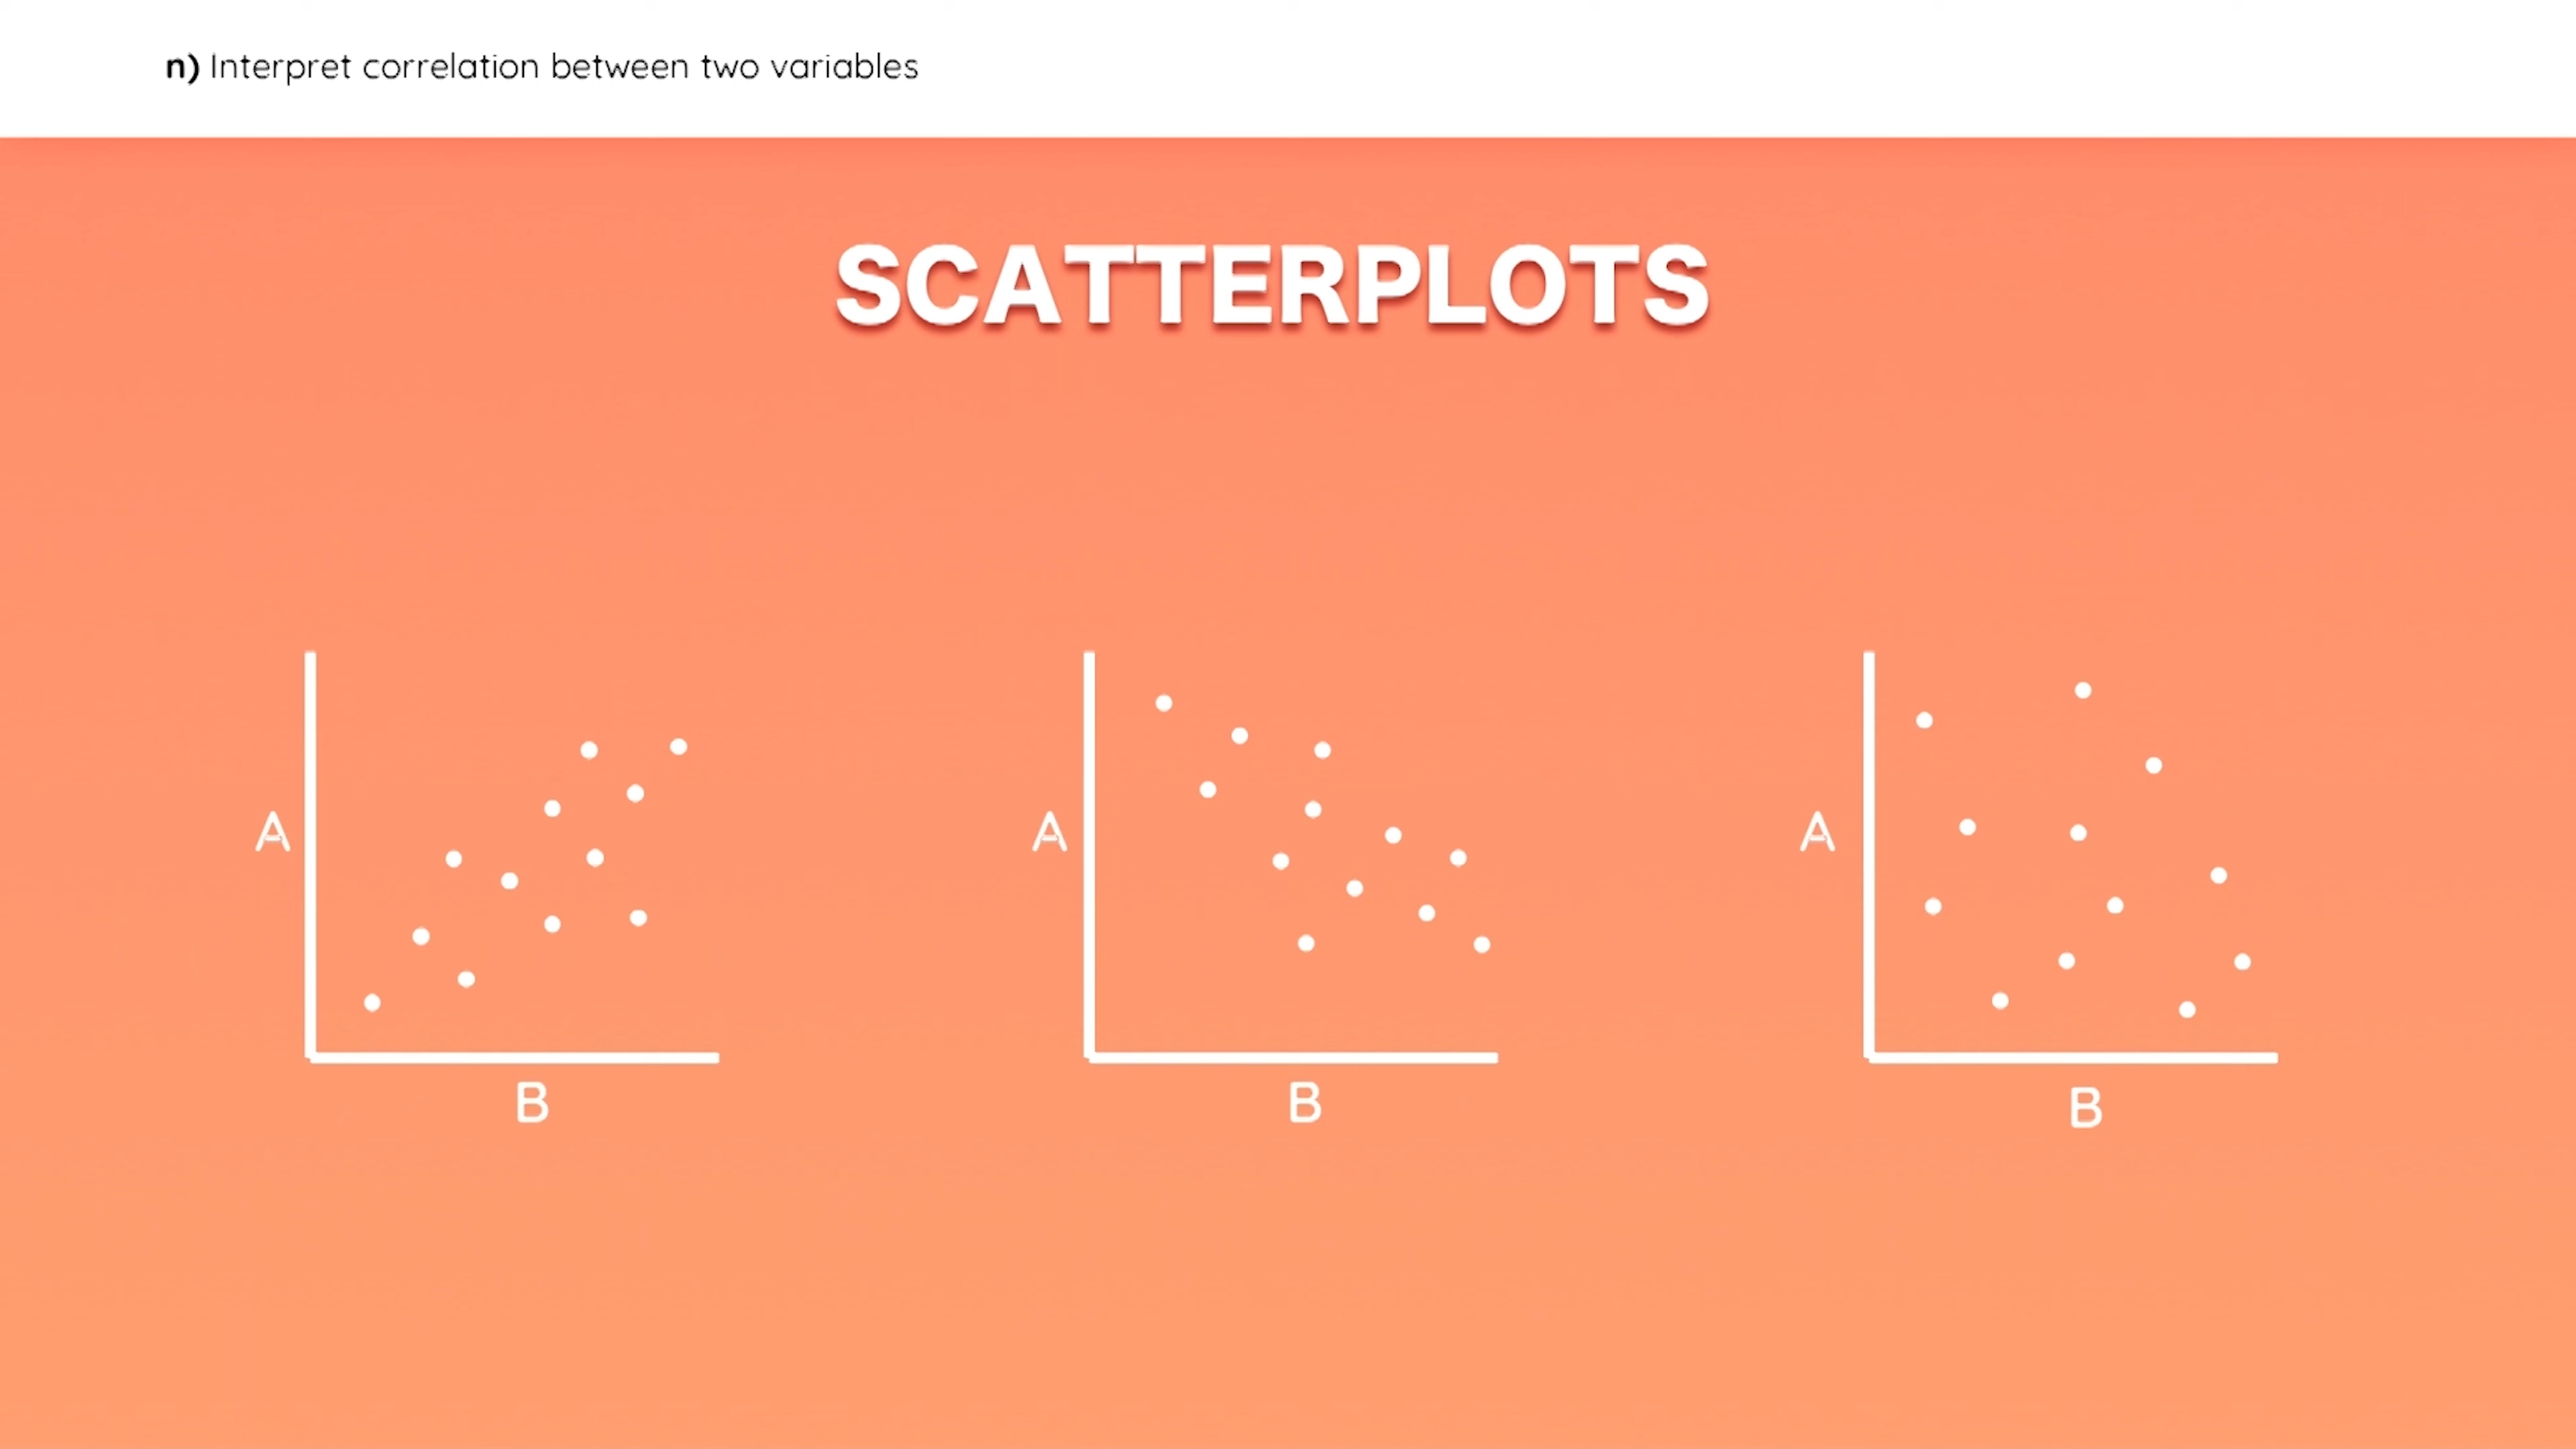 n) Interpret correlation between two variables
SCATTERPLOTS
A
B
A
B
A
B